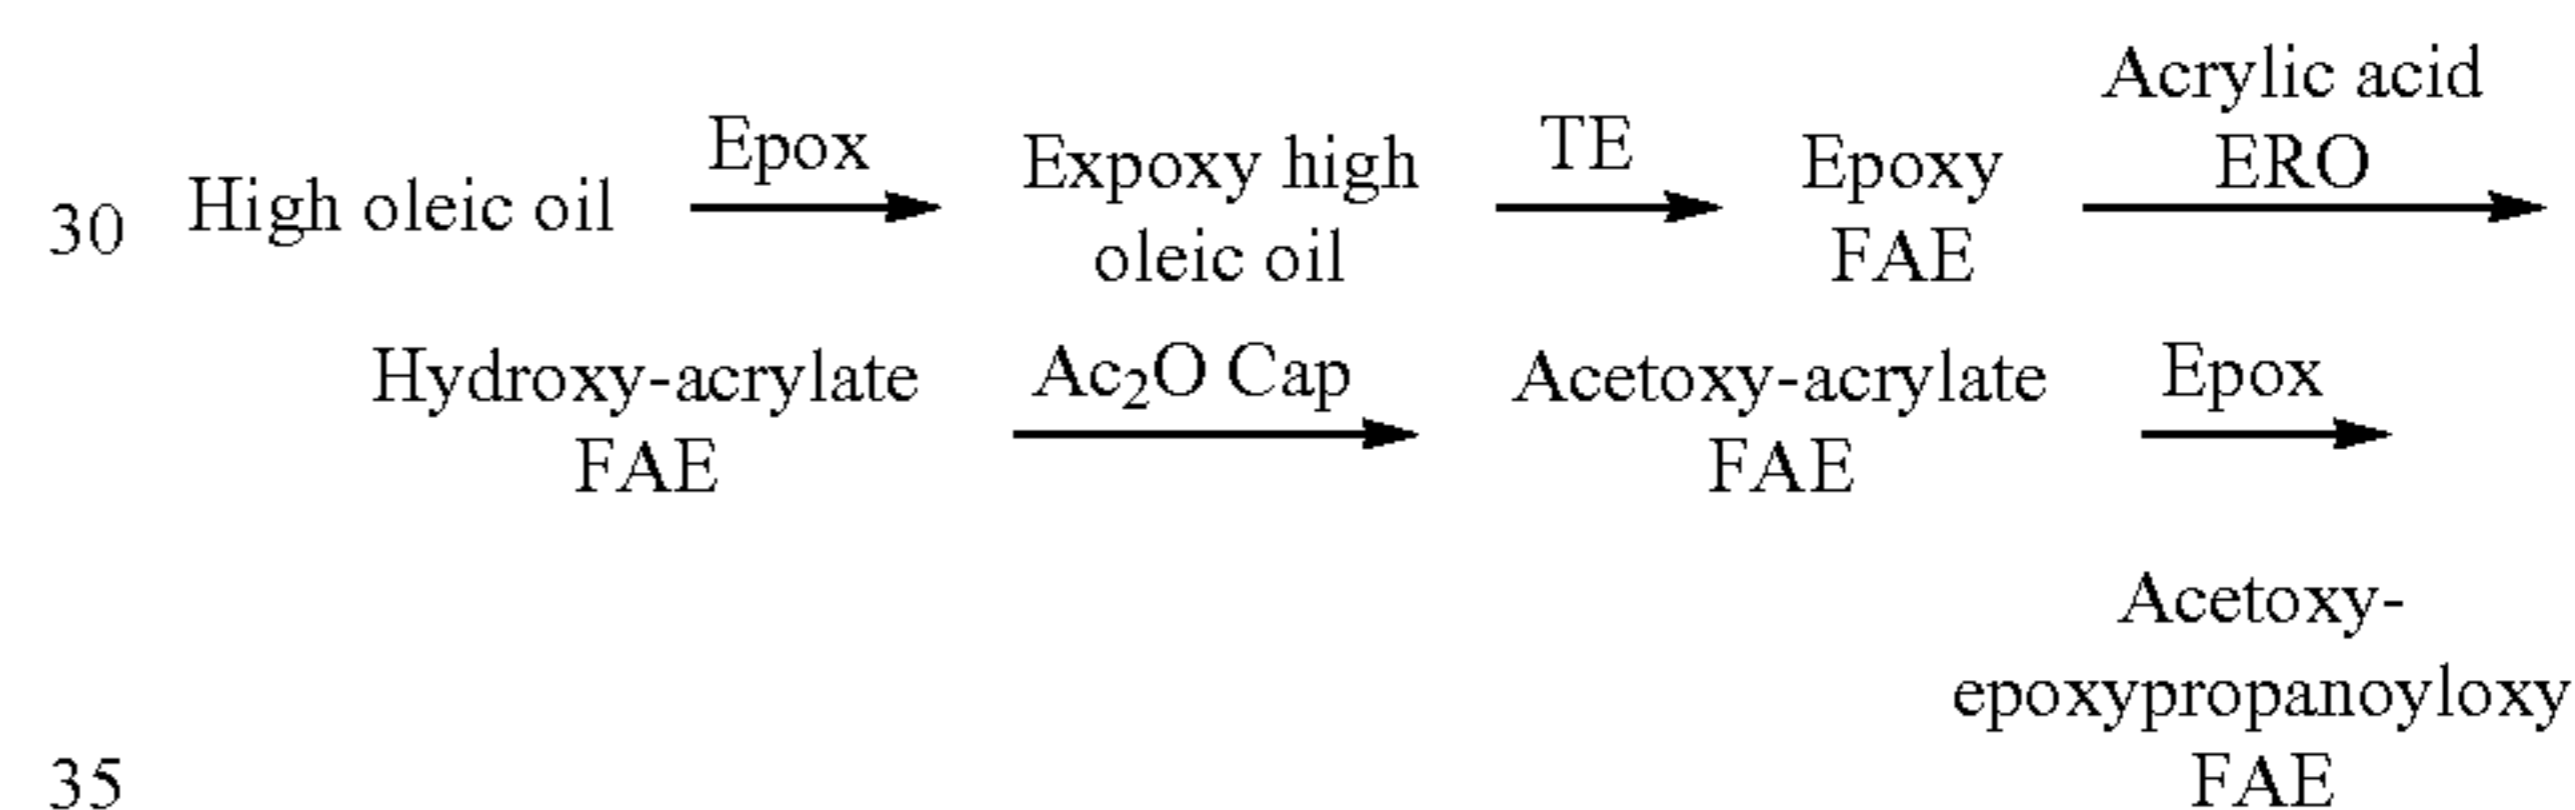 Acrylic acid
Epox TE ERO
High oleic oil Expoxy high Epoxy
30
oleic oil FAE
Hydroxy-acrylate Ac₂O Cap Acetoxy-acrylate Epox
FAE FAE
Acetoxy-
epoxypropanoyloxy
35 FAE